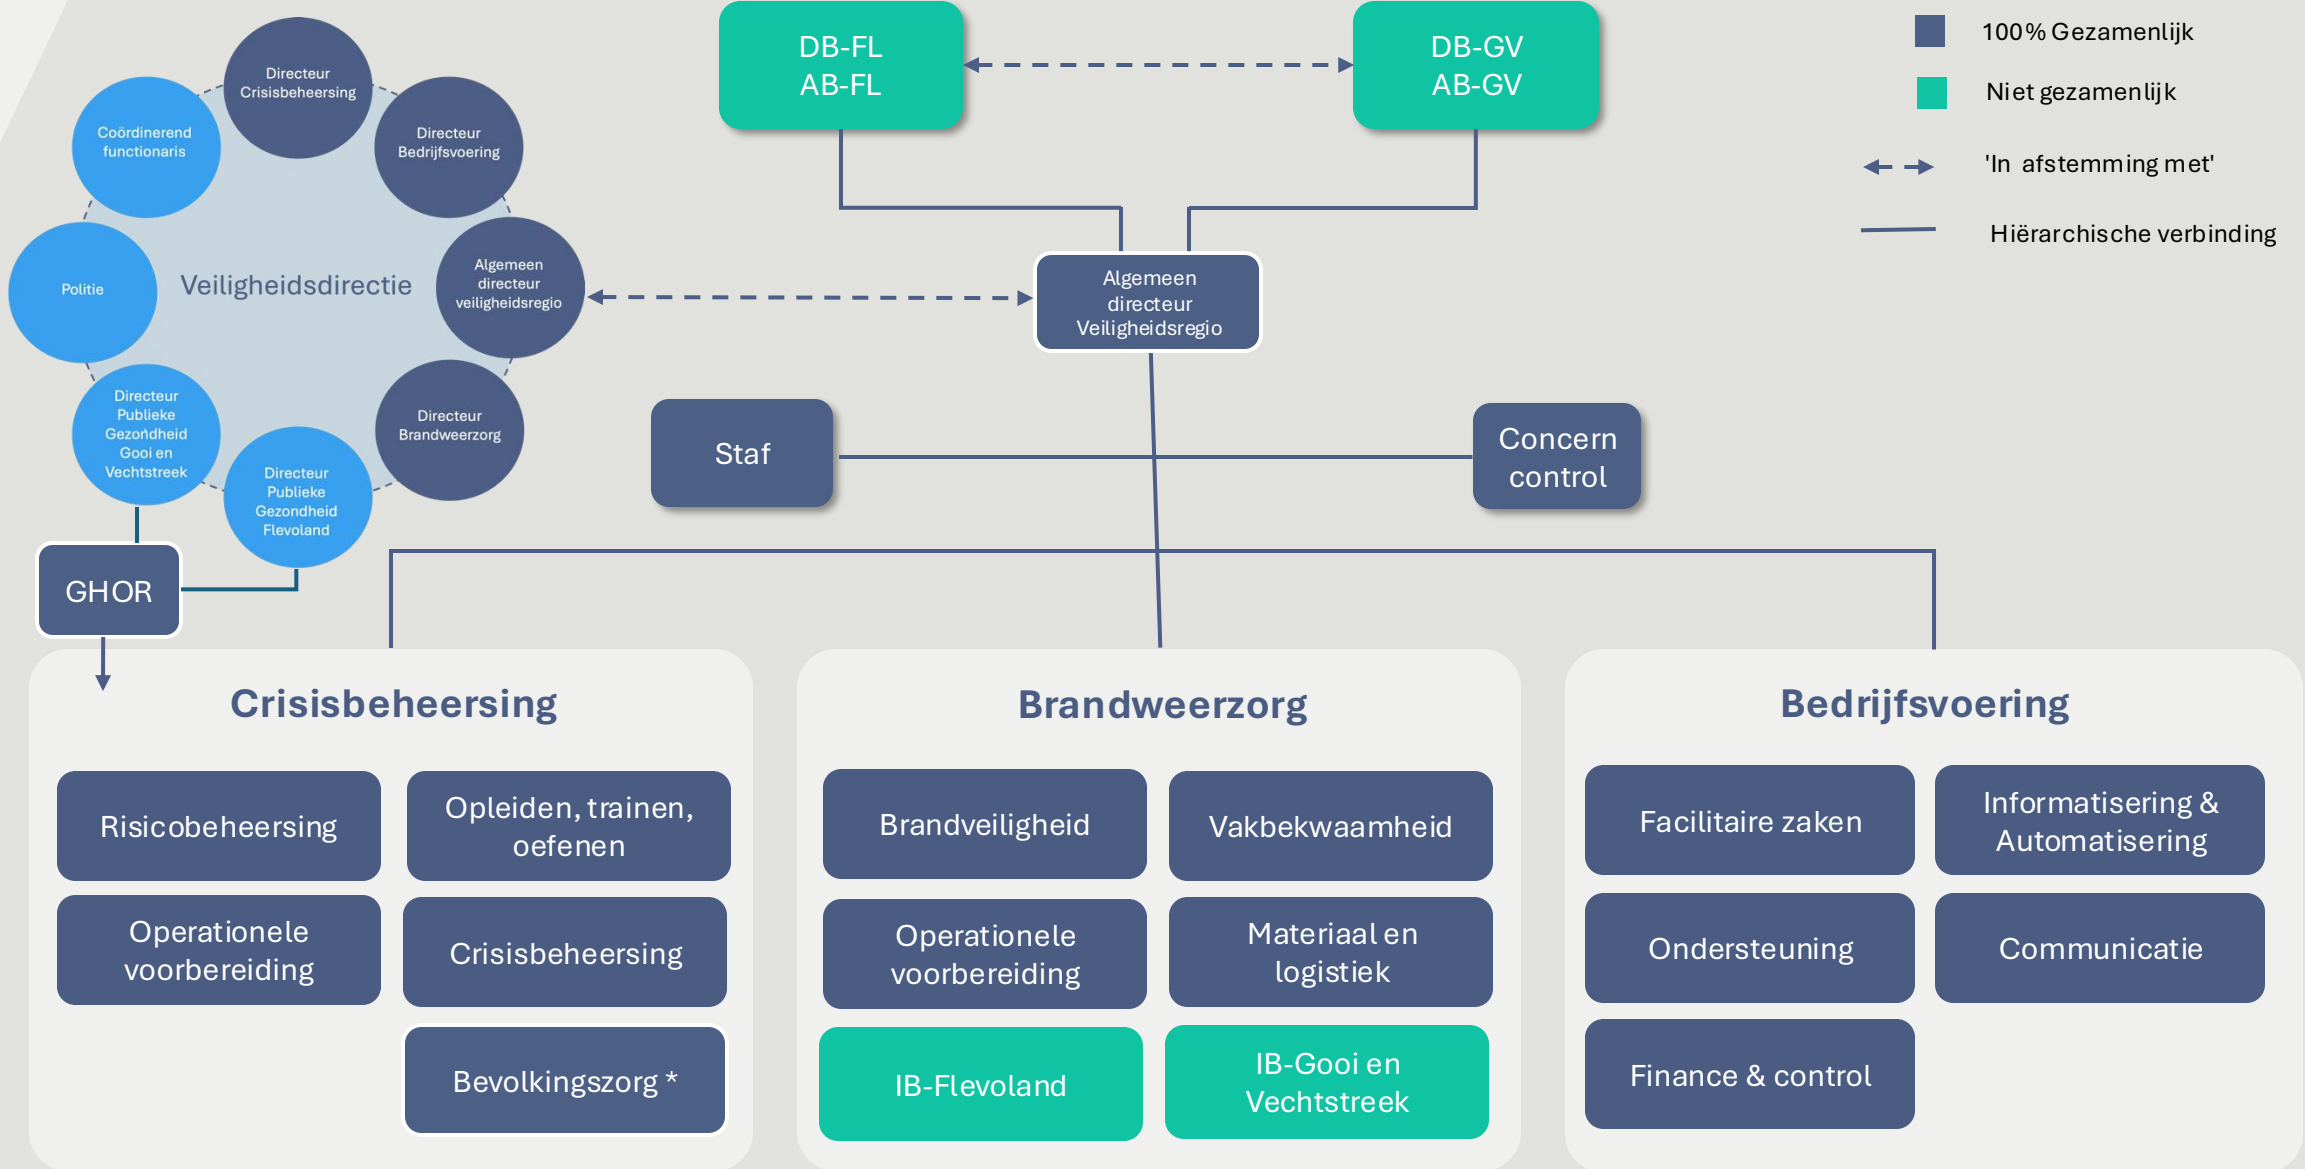 Directeur
Crisisbeheersing
Coördinerend
functionaris
Directeur
Bedrijfsvoering
Politie
Veiligheidsdirectie
Algemeen
directeur
veiligheidsregio
Directeur
Publieke
Gezondheid
Gooi en
Vechtstreek
Directeur
Publieke
Gezondheid
Flevoland
Directeur
Brandweerzorg
GHOR
DB-FL
AB-FL
DB-GV
AB-GV
100% Gezamenlijk
Niet gezamenlijk
'In afstemming met'
Hiërarchische verbinding
Algemeen
directeur
Veiligheidsregio
Staf
Concern
control
Crisisbeheersing
Risicobeheersing
Opleiden, trainen,
oefenen
Operationele
voorbereiding
Crisisbeheersing
Bevolkingszorg *
Brandweerzorg
Brandveiligheid
Vakbekwaamheid
Operationele
voorbereiding
Materiaal en
logistiek
IB-Flevoland
IB-Gooi en
Vechtstreek
Bedrijfsvoering
Facilitaire zaken
Informatisering &
Automatisering
Ondersteuning
Communicatie
Finance & control